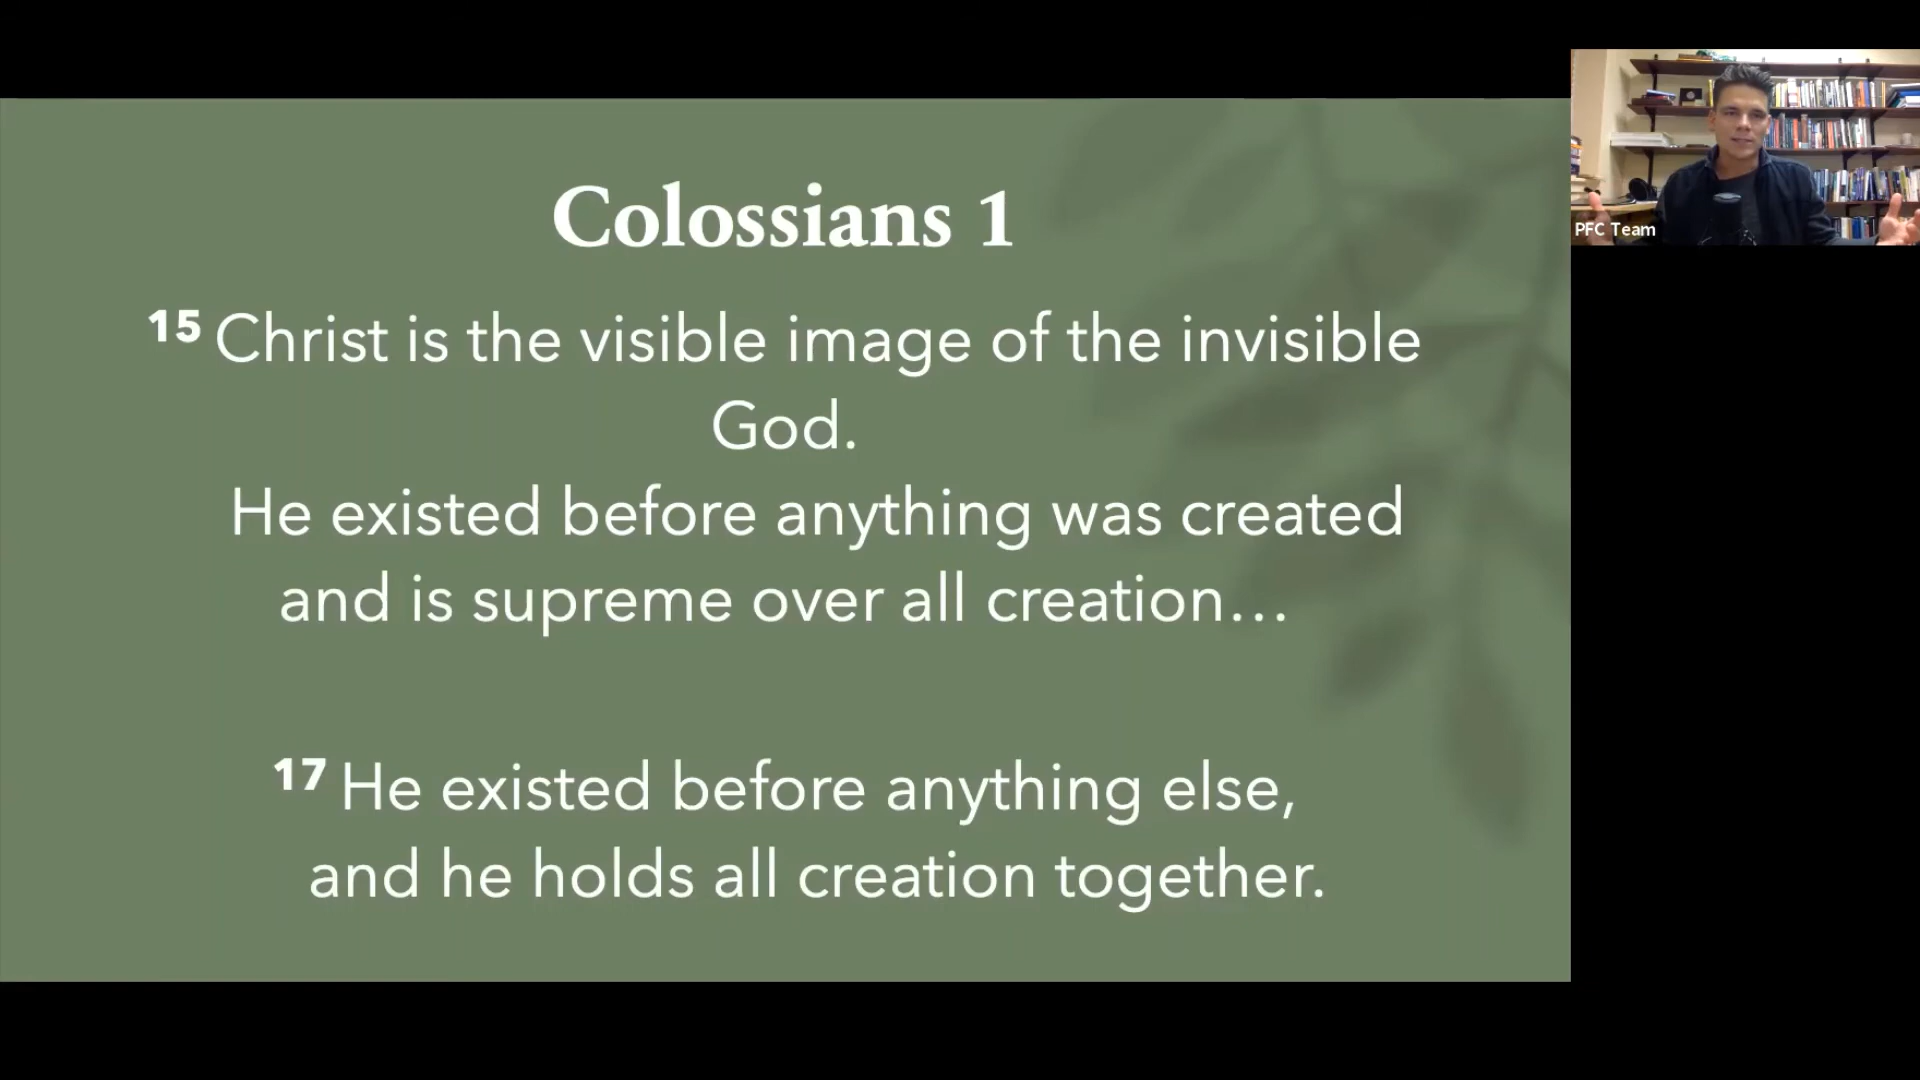 Colossians 1
15 Christ is the visible image of the invisible
God.
He existed before anything was created
and is supreme over all creation…
17 He existed before anything else,
and he holds all creation together.
PFC Team